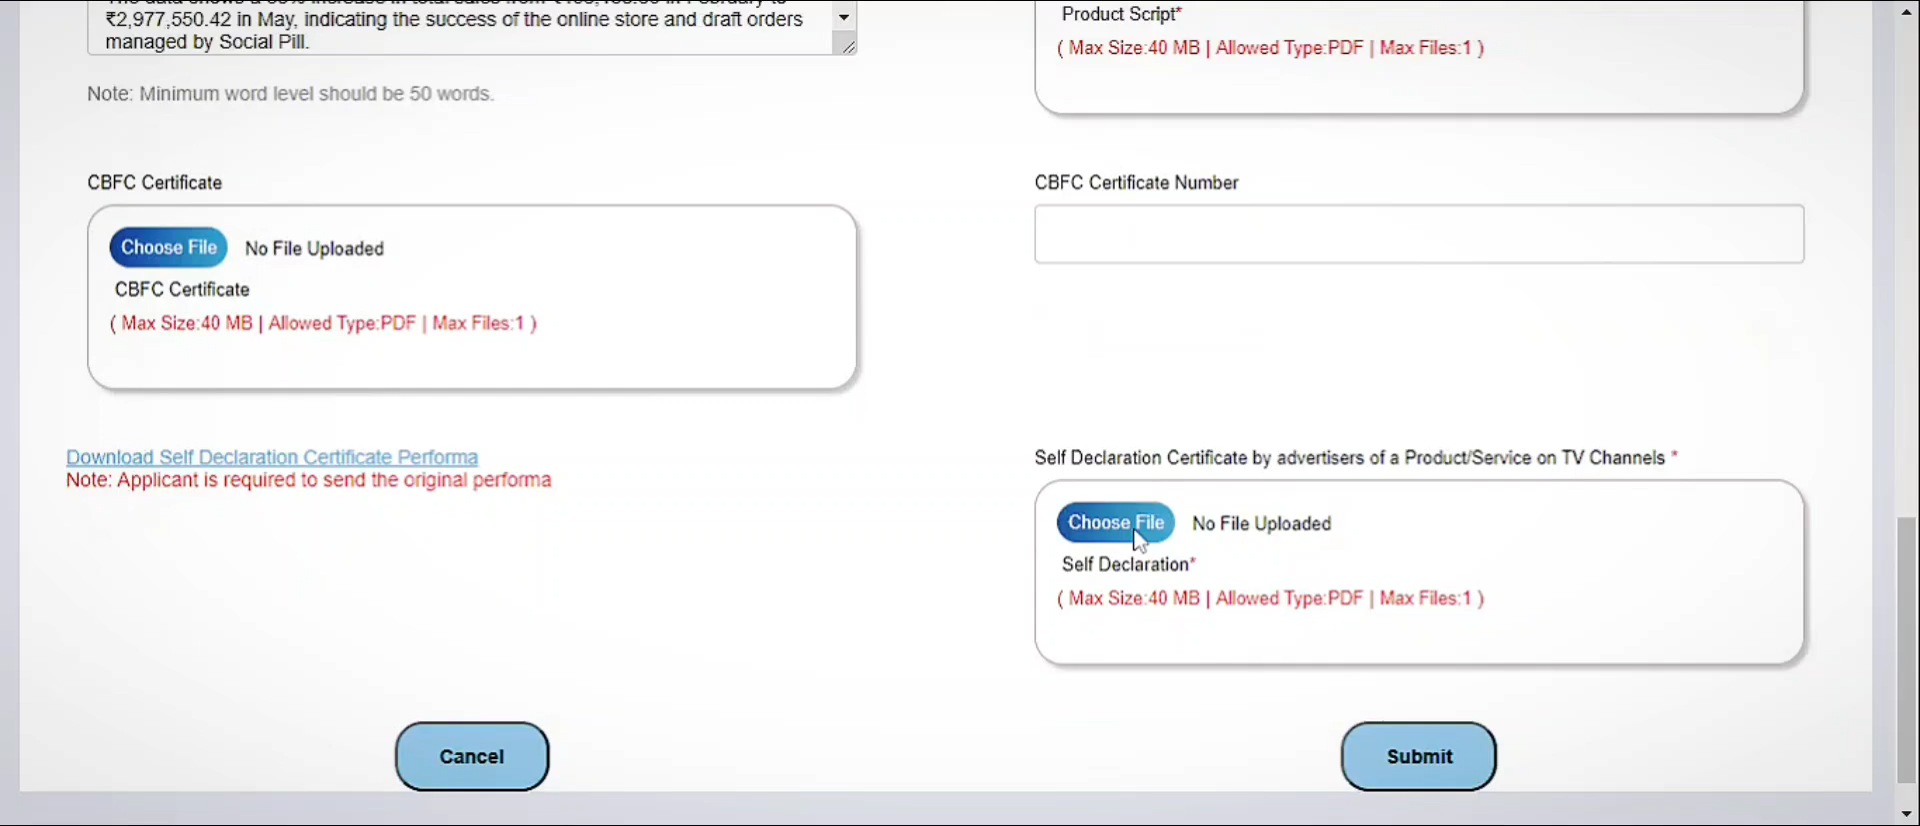 ₹2,977,550.42 in May, indicating the success of the online store and draft orders
managed by Social Pill.
Note: Minimum word level should be 50 words.
Product Script*
( Max Size:40 MB | Allowed Type:PDF | Max Files:1 )
CBFC Certificate
Choose File No File Uploaded
CBFC Certificate
( Max Size:40 MB | Allowed Type:PDF | Max Files:1 )
CBFC Certificate Number
Download Self Declaration Certificate Performa
Note: Applicant is required to send the original performa
Self Declaration Certificate by advertisers of a Product/Service on TV Channels *
Choose File No File Uploaded
Self Declaration*
( Max Size:40 MB | Allowed Type:PDF | Max Files:1 )
Cancel
Submit